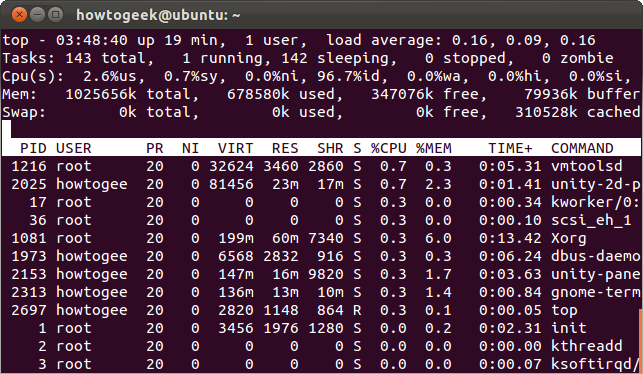 howtogeek@ubuntu: ~
top - 03:48:40 up 19 min,  1 user,  load average: 0.16, 0.09, 0.16
Tasks: 143 total,   1 running, 142 sleeping,   0 stopped,   0 zombie
Cpu(s):  2.6%us,  0.7%sy,  0.0%ni, 96.7%id,  0.0%wa,  0.0%hi,  0.0%si,
Mem:   1025656k total,   678580k used,   347076k free,    79936k buffer
Swap:        0k total,        0k used,        0k free,   310528k cached
  PID USER      PR  NI  VIRT  RES  SHR S %CPU %MEM    TIME+  COMMAND
 1216 root      20   0 32624 3460 2860 S  0.7  0.3   0:05.31 vmtoolsd
 2025 howtogee  20   0 81456  23m  17m S  0.7  2.3   0:01.41 unity-2d-p
   17 root      20   0     0    0    0 S  0.3  0.0   0:00.34 kworker/0:
   36 root      20   0     0    0    0 S  0.3  0.0   0:00.10 scsi_eh_1
 1081 root      20   0  199m  60m 7340 S  0.3  6.0   0:13.42 Xorg
 1973 howtogee  20   0  6568 2832  916 S  0.3  0.3   0:06.24 dbus-daemo
 2153 howtogee  20   0  147m  16m 9820 S  0.3  1.7   0:03.63 unity-pane
 2313 howtogee  20   0  136m  13m  10m S  0.3  1.4   0:00.84 gnome-term
 2697 howtogee  20   0  2820 1148  864 R  0.3  0.1   0:00.05 top
    1 root      20   0  3456 1976 1280 S  0.0  0.2   0:02.31 init
    2 root      20   0     0    0    0 S  0.0  0.0   0:00.00 kthreadd
    3 root      20   0     0    0    0 S  0.0  0.0   0:00.07 ksoftirqd/